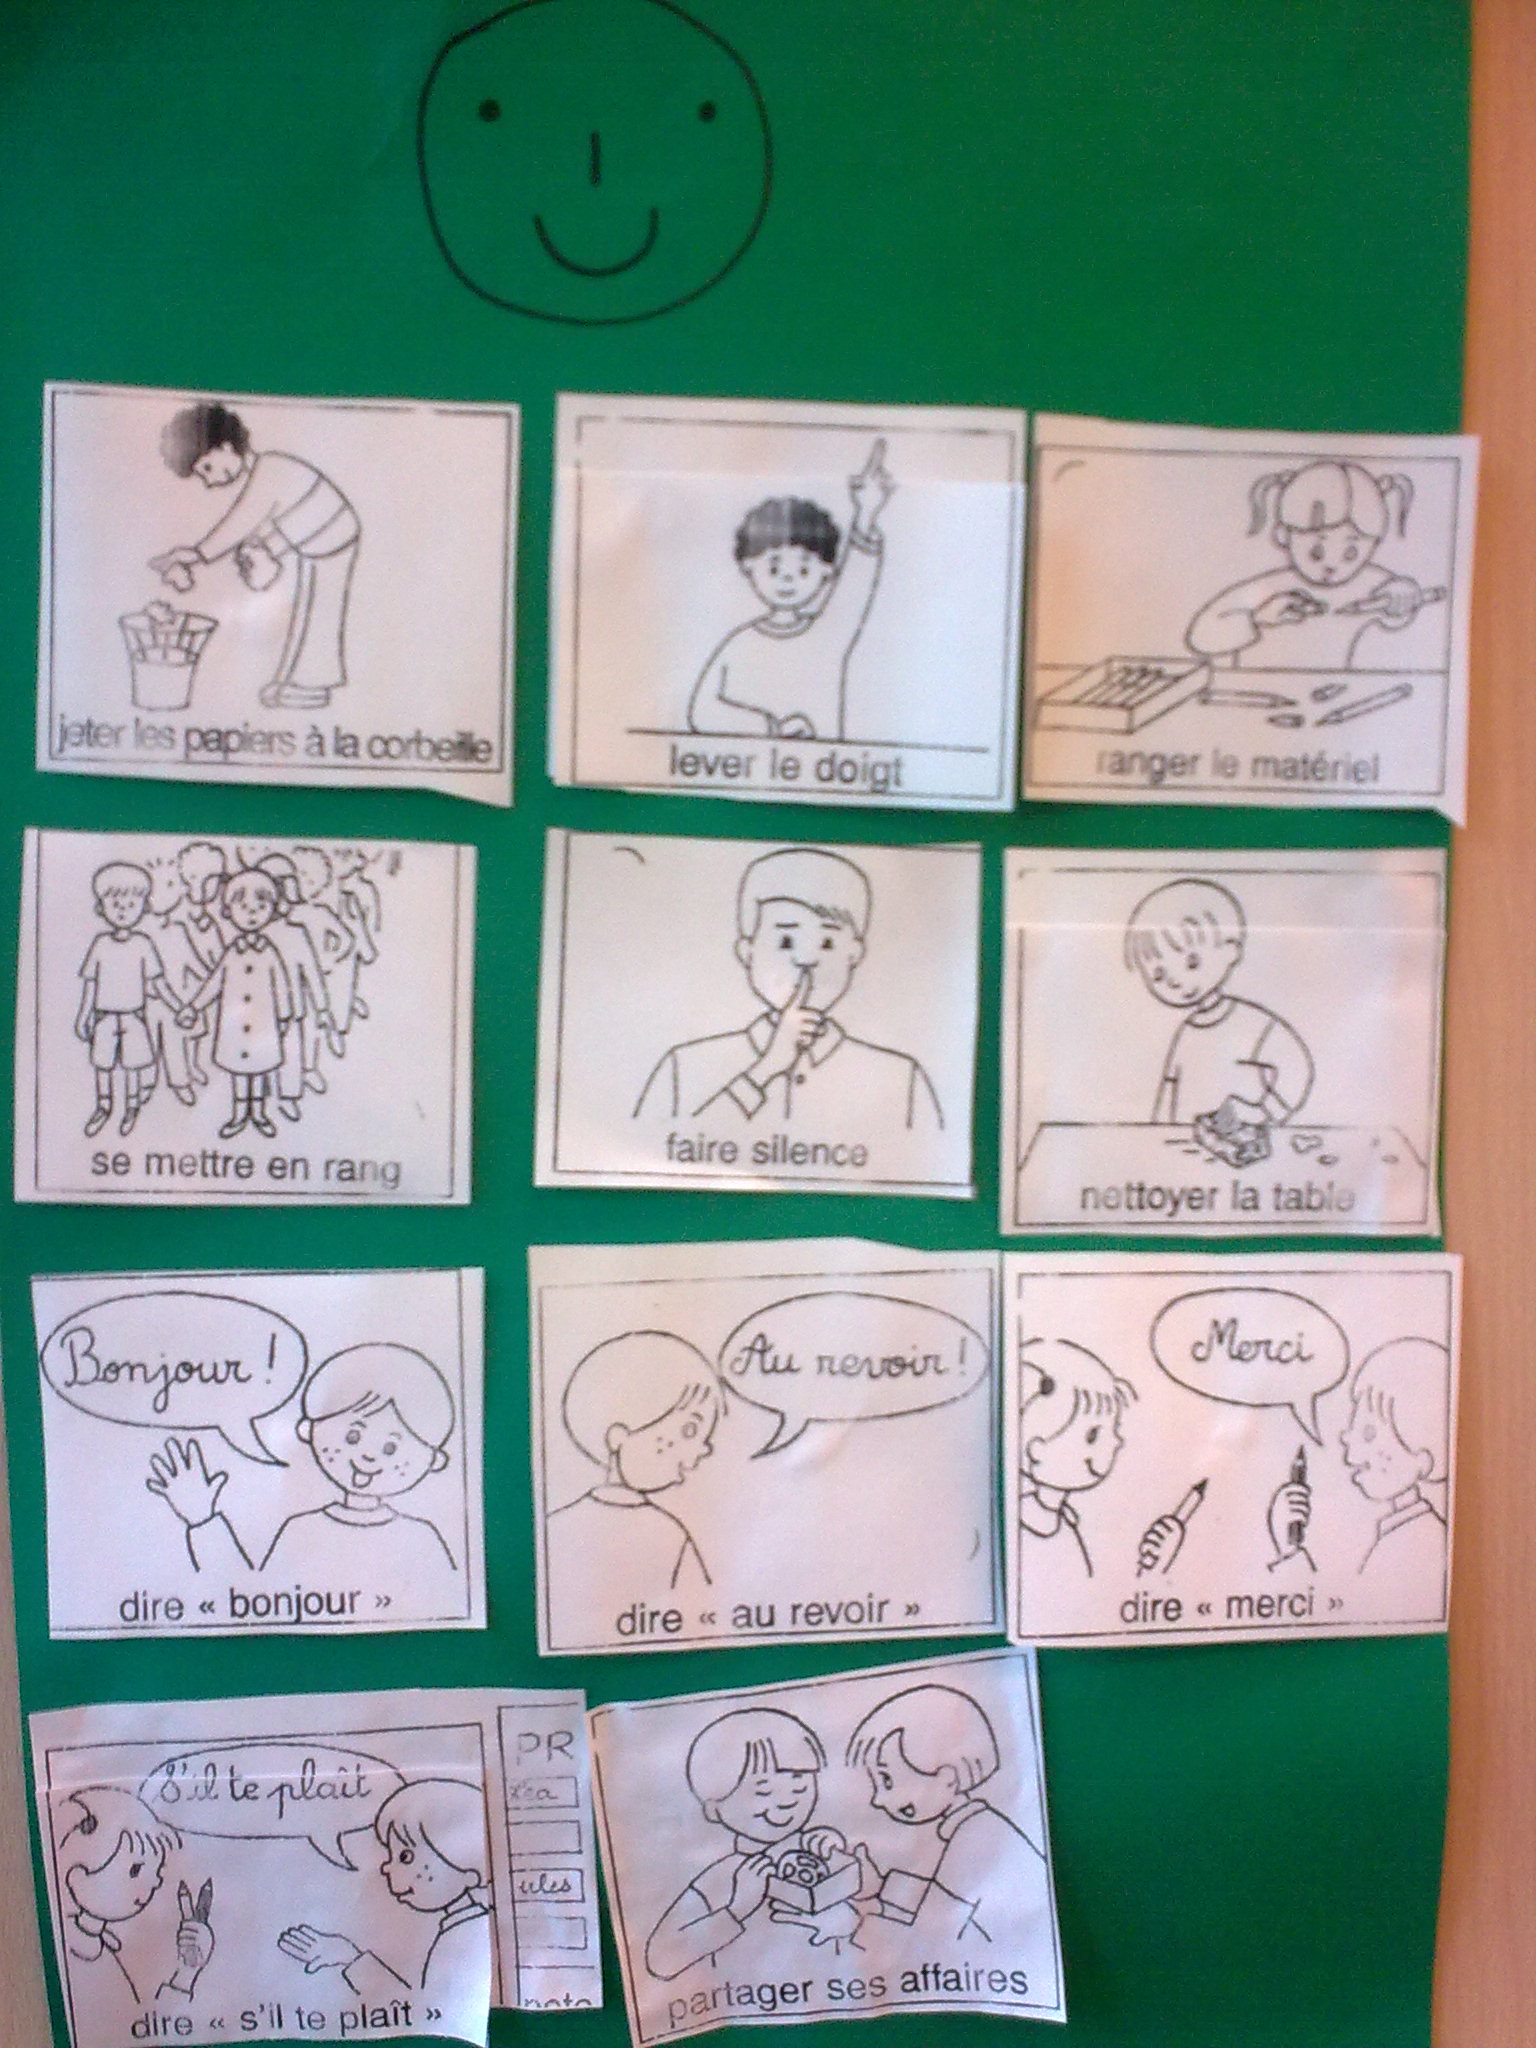 jeter les papiers à la corbeille
lever le doigt
ranger le matériel
se mettre en rang
faire silence
nettoyer la table
Bonjour !
dire « bonjour »
Au revoir !
dire « au revoir »
Merci
dire « merci »
S'il te plaît
dire « s'il te plaît »
PR
ules
partager ses affaires